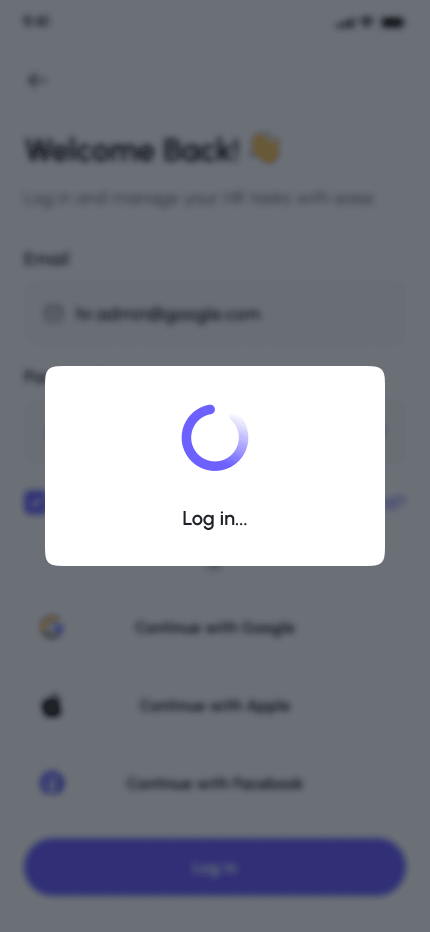 9:41
Welcome Back! 👋
Log in and manage your HR tasks with ease
Email
hr.admin@google.com
Log in...
Continue with Google
Continue with Apple
Continue with Facebook
Log in